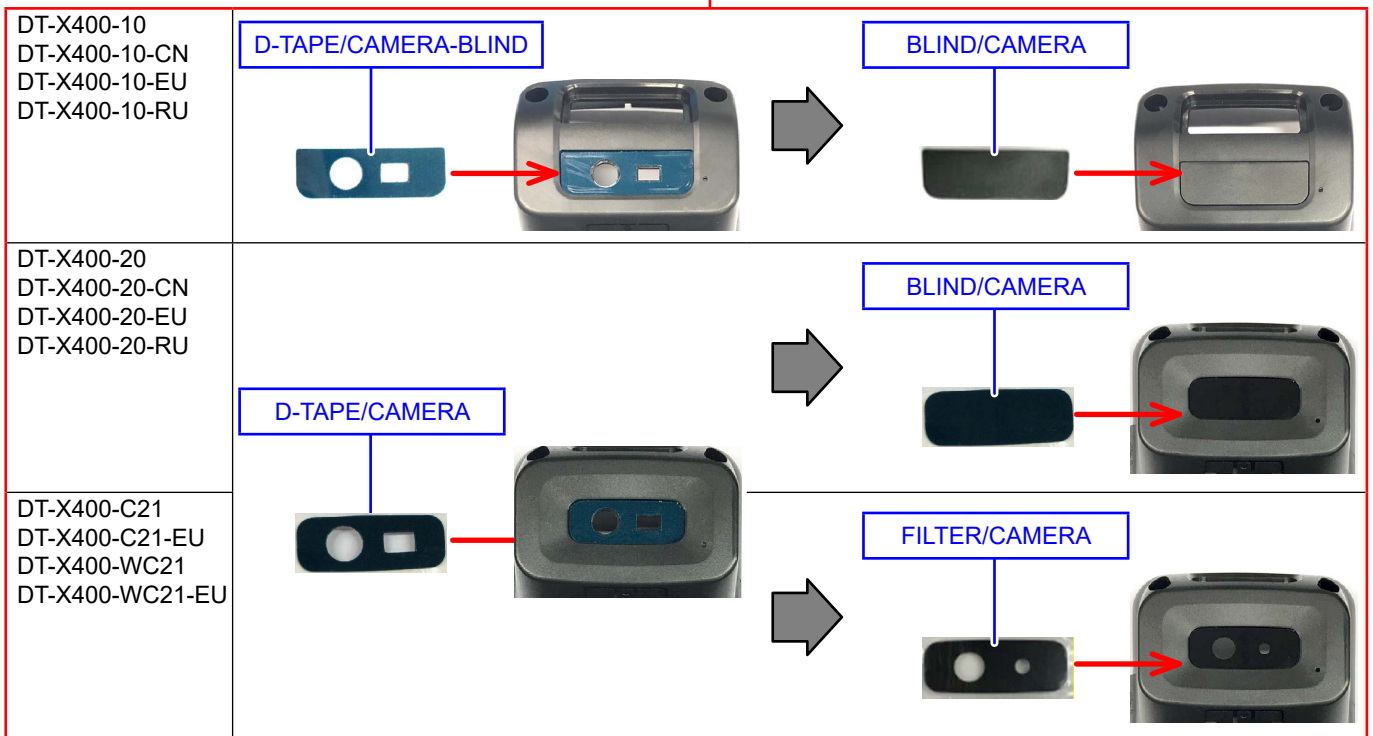 DT-X400-10
DT-X400-10-CN
DT-X400-10-EU
DT-X400-10-RU
D-TAPE/CAMERA-BLIND
BLIND/CAMERA
DT-X400-20
DT-X400-20-CN
DT-X400-20-EU
DT-X400-20-RU
D-TAPE/CAMERA
BLIND/CAMERA
DT-X400-C21
DT-X400-C21-EU
DT-X400-WC21
DT-X400-WC21-EU
FILTER/CAMERA